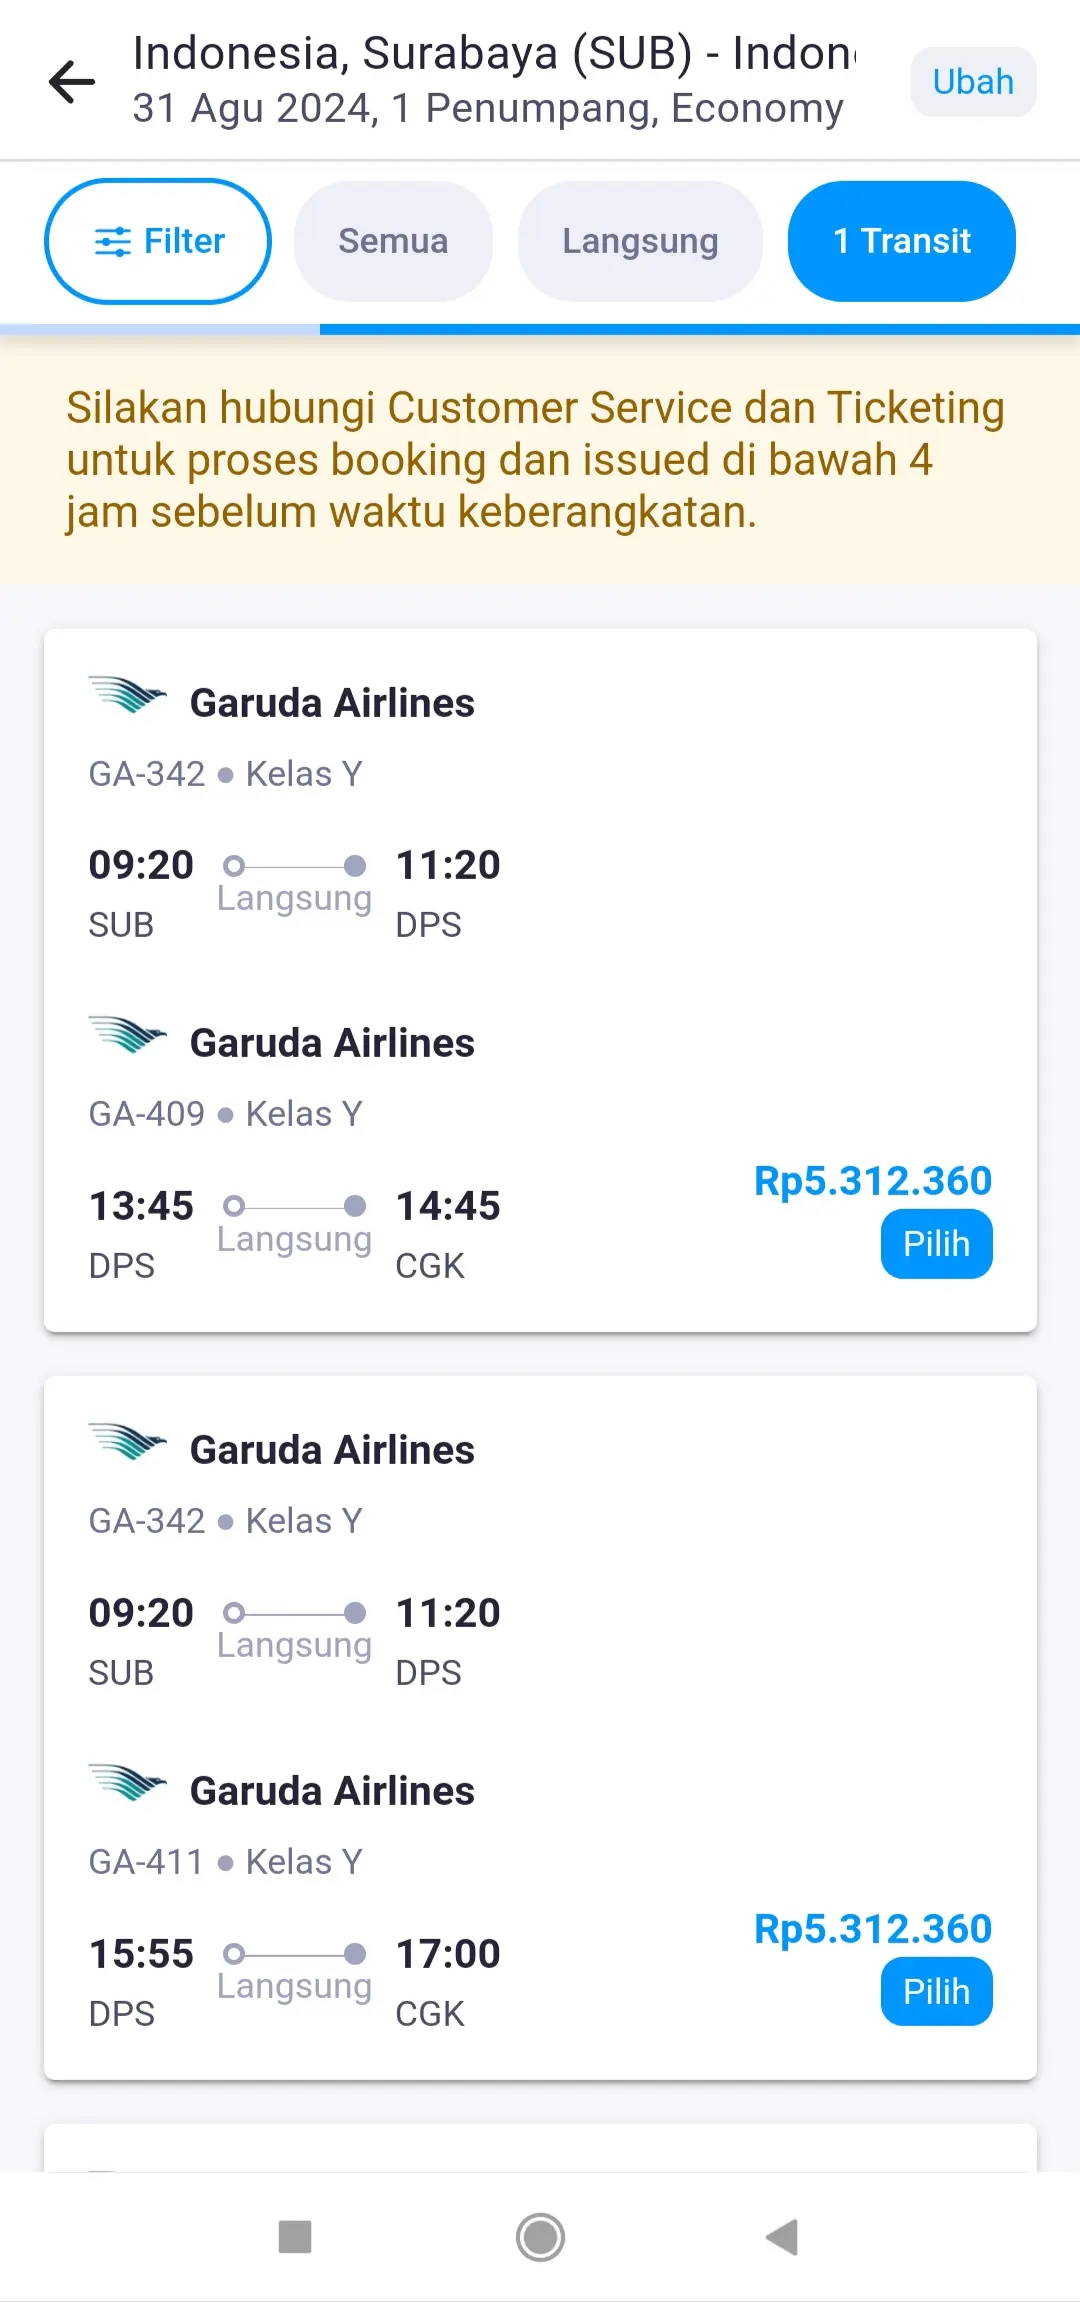 Indonesia, Surabaya (SUB) - Indon
31 Agu 2024, 1 Penumpang, Economy
Ubah
Filter
Semua
Langsung
1 Transit
Silakan hubungi Customer Service dan Ticketing
untuk proses booking dan issued di bawah 4
jam sebelum waktu keberangkatan.
Garuda Airlines
GA-342 ● Kelas Y
09:20
Langsung
11:20
SUB
DPS
Garuda Airlines
GA-409 ● Kelas Y
13:45
Langsung
14:45
DPS
CGK
Rp5.312.360
Pilih
Garuda Airlines
GA-342 ● Kelas Y
09:20
Langsung
11:20
SUB
DPS
Garuda Airlines
GA-411 ● Kelas Y
15:55
Langsung
17:00
DPS
CGK
Rp5.312.360
Pilih